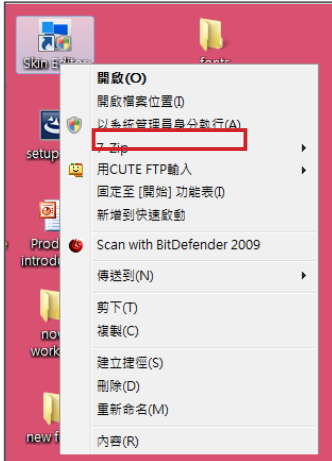 Skin Editor
fonts
開啟(O)
開啟檔案位置(I)
以系統管理員身分執行(A)
7-Zip
用CUTE FTP輸入
固定至 [開始] 功能表(I)
新增到快速啟動
Scan with BitDefender 2009
傳送到(N)
剪下(T)
複製(C)
建立捷徑(S)
刪除(D)
重新命名(M)
內容(R)
setup
Prod
introdu
now
work
new f